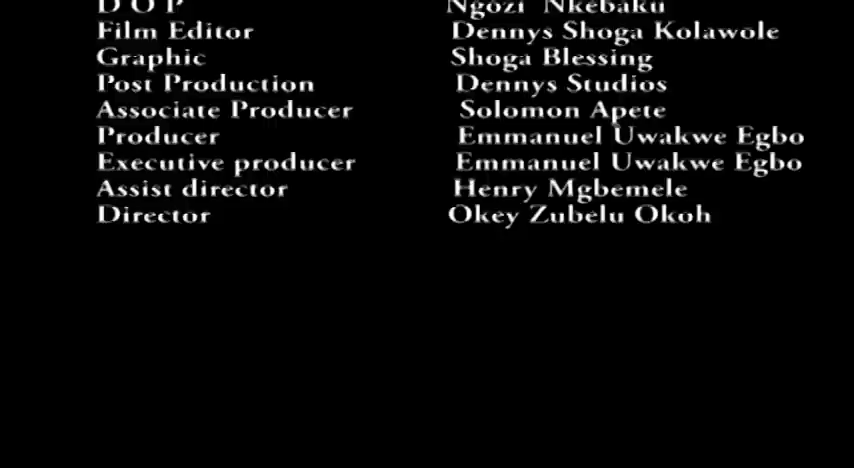 D O P Ngozi Nkebaku
Film Editor Dennys Shoga Kolawole
Graphic Shoga Blessing
Post Production Dennys Studios
Associate Producer Solomon Apete
Producer Emmanuel Uwakwe Egbo
Executive producer Emmanuel Uwakwe Egbo
Assist director Henry Mgbemele
Director Okey Zubelu Okoh